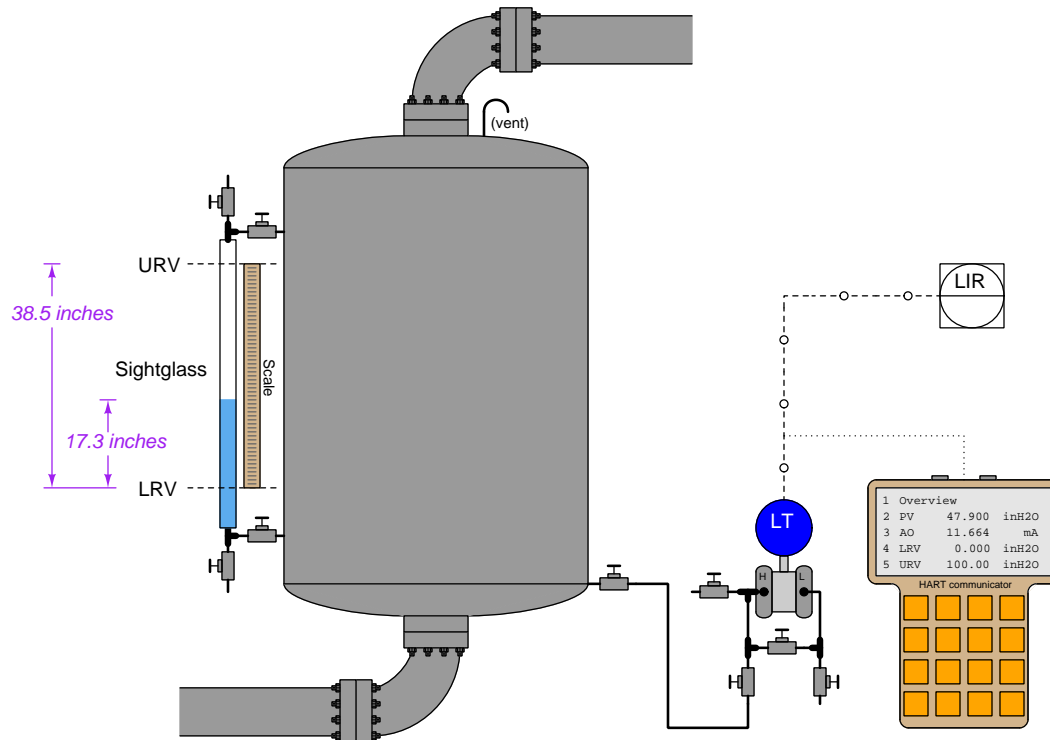 (vent)
URV
38.5 inches
Sightglass
Scale
17.3 inches
LRV
LIR
LT
H L
1 Overview
2 PV 47.900 inH2O
3 AO 11.664 mA
4 LRV 0.000 inH2O
5 URV 100.00 inH2O
HART communicator